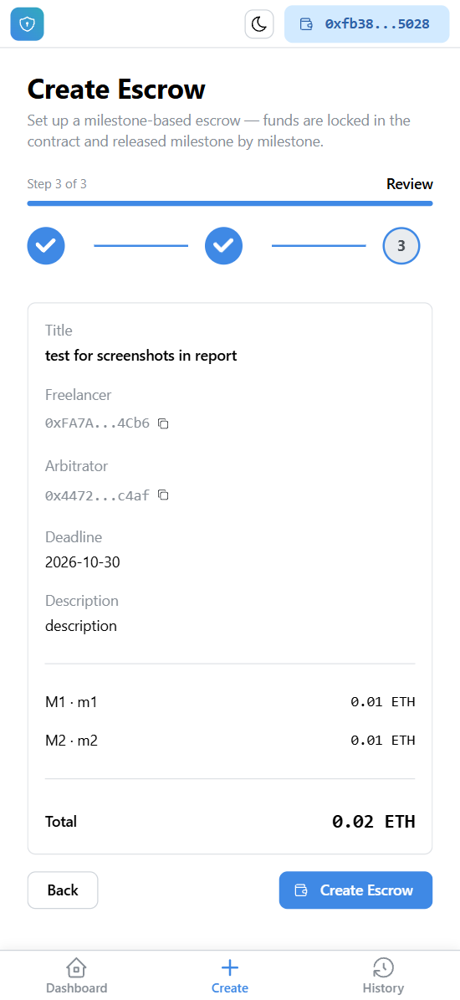 0xfb38...5028
Create Escrow
Set up a milestone-based escrow — funds are locked in the
contract and released milestone by milestone.
Step 3 of 3
Review
3
Title
test for screenshots in report
Freelancer
0xFA7A...4Cb6
Arbitrator
0x4472...c4af
Deadline
2026-10-30
Description
description
M1 · m1 0.01 ETH
M2 · m2 0.01 ETH
Total 0.02 ETH
Back
Create Escrow
Dashboard
Create
History